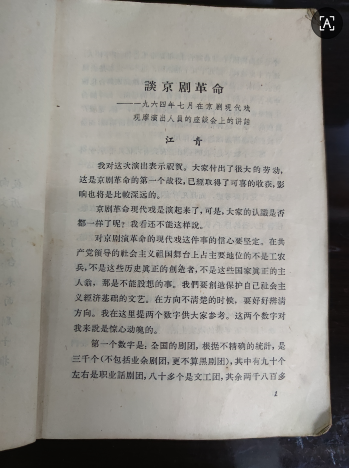 談京剧革命
——一九六四年七月在京剧现代戏
观摩演出人员的座談会上的讲話
江青
我对这次演出表示祝賀。大家付出了很大的劳动，
这是京剧革命的第一个战役，已經取得了可喜的收获，影
响也将是比較深远的。
京剧革命现代戏是演起来了，可是，大家的认識是否
都一样了呢？我看还不能这样說。
对京剧演革命的现代戏这件事的信心要坚定。在共
产党領导的社会主义祖国舞台上占主要地位的不是工农
兵，不是这些历史真正的創造者，不是这些国家真正的主
人翁，那是不能設想的事。我們要創造保护自己社会主
义經济基础的文艺。在方向不清楚的时候，要好好辨清
方向。我在这里提两个数字供大家参考。这两个数字对
我来說是惊心动魄的。
第一个数字是：全国的剧团，根据不精确的統計，是
三千个（不包括业余剧团，更不算黑剧团），其中有九十个
左右是职业話剧团，八十多个是文工团，其余两千八百多
1